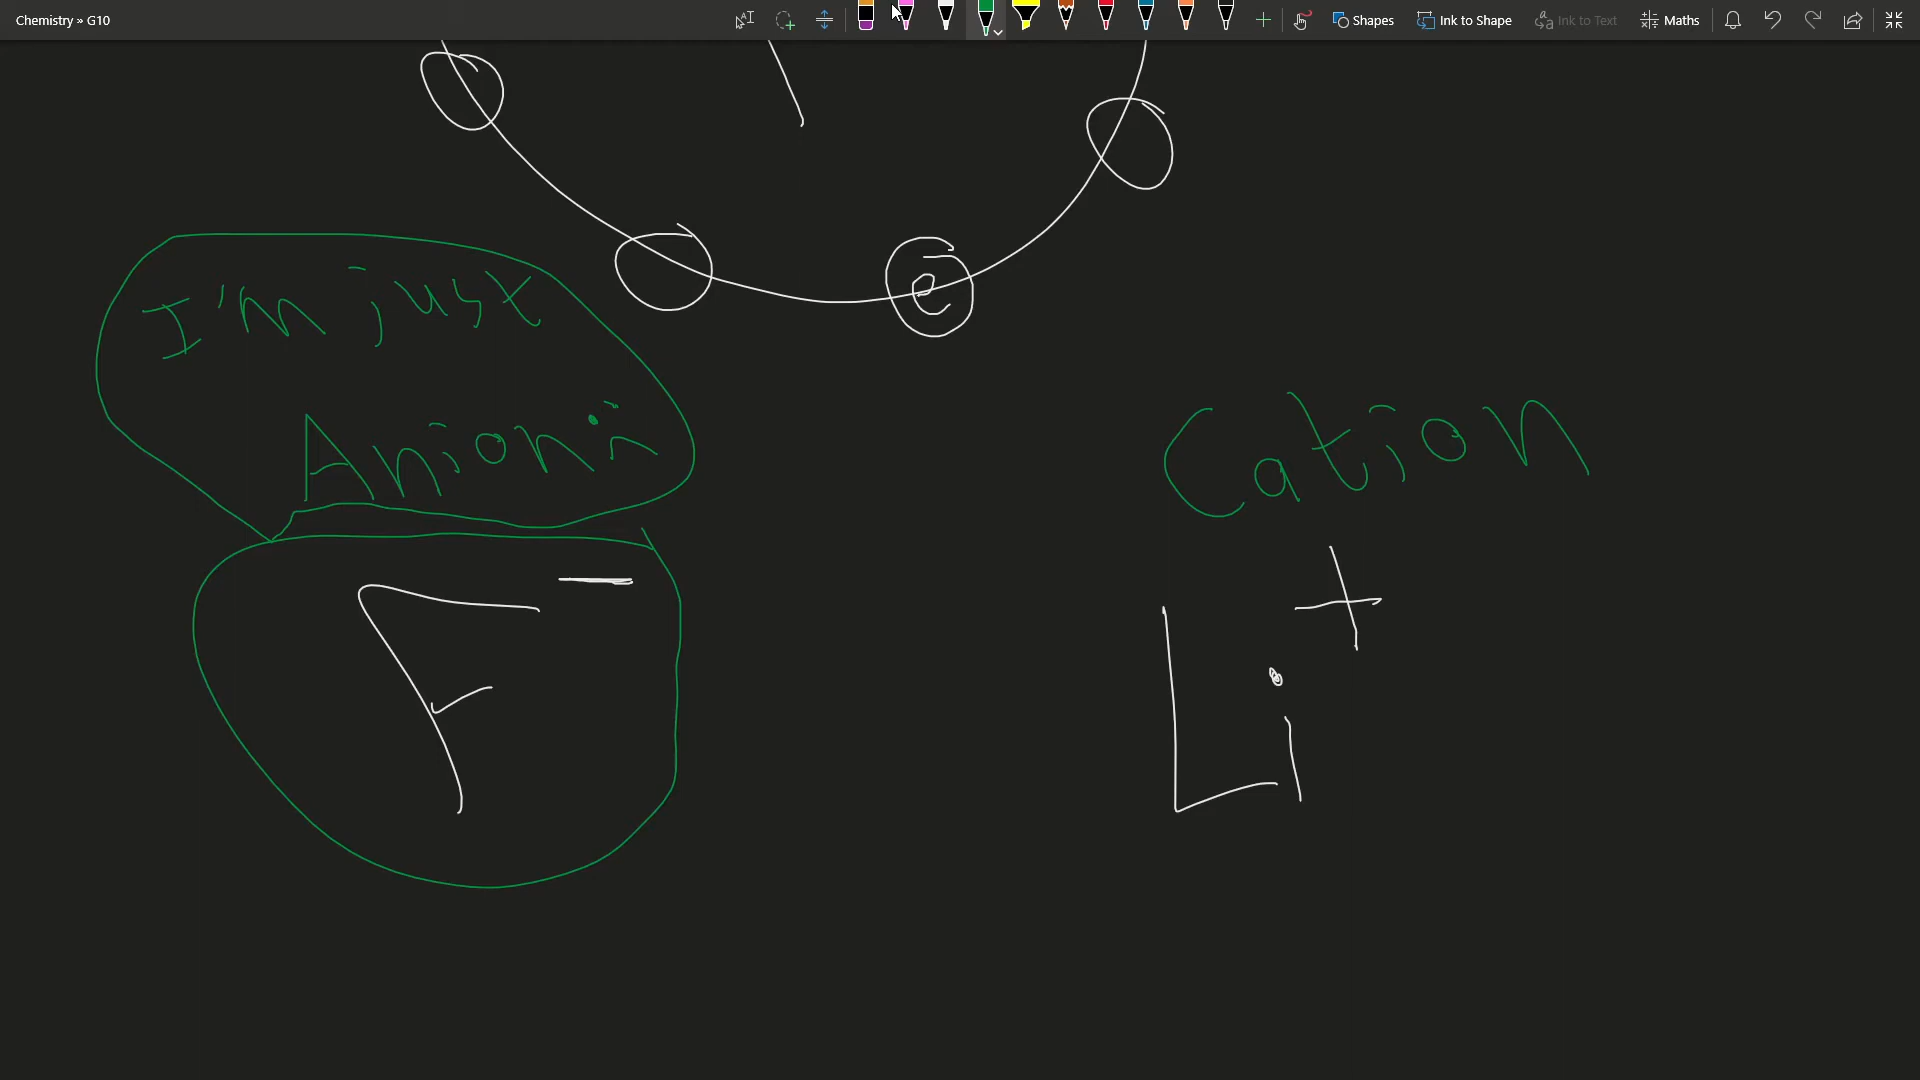 Chemistry » G10
Shapes
Ink to Shape
Ink to Text
Maths
e
I'm just
Anion
Cation
F⁻
Li⁺